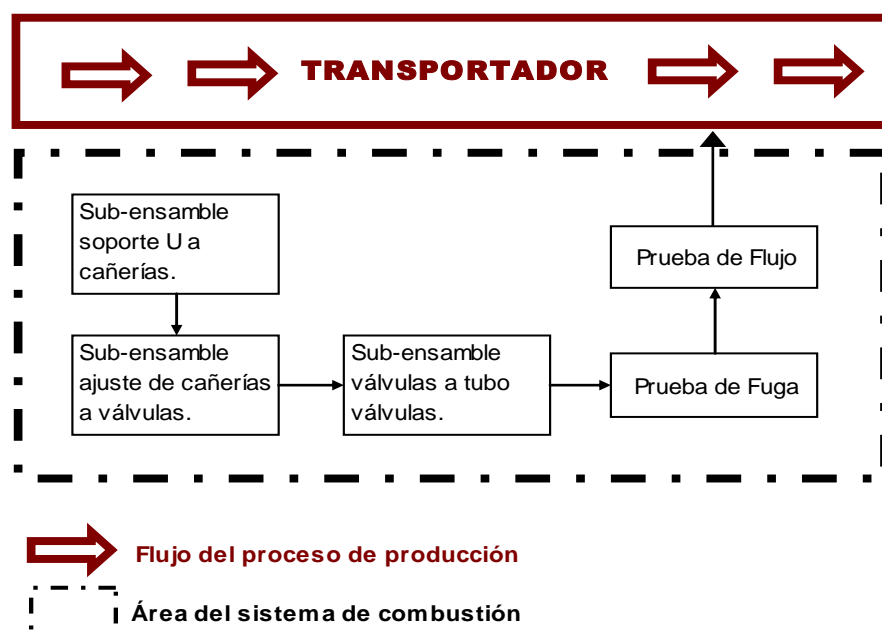 TRANSPORTADOR
Sub-ensamble
soporte U a
cañerías.
Sub-ensamble
ajuste de cañerías
a válvulas.
Sub-ensamble
válvulas a tubo
válvulas.
Prueba de Fuga
Prueba de Flujo
Flujo del proceso de producción
Área del sistema de combustión